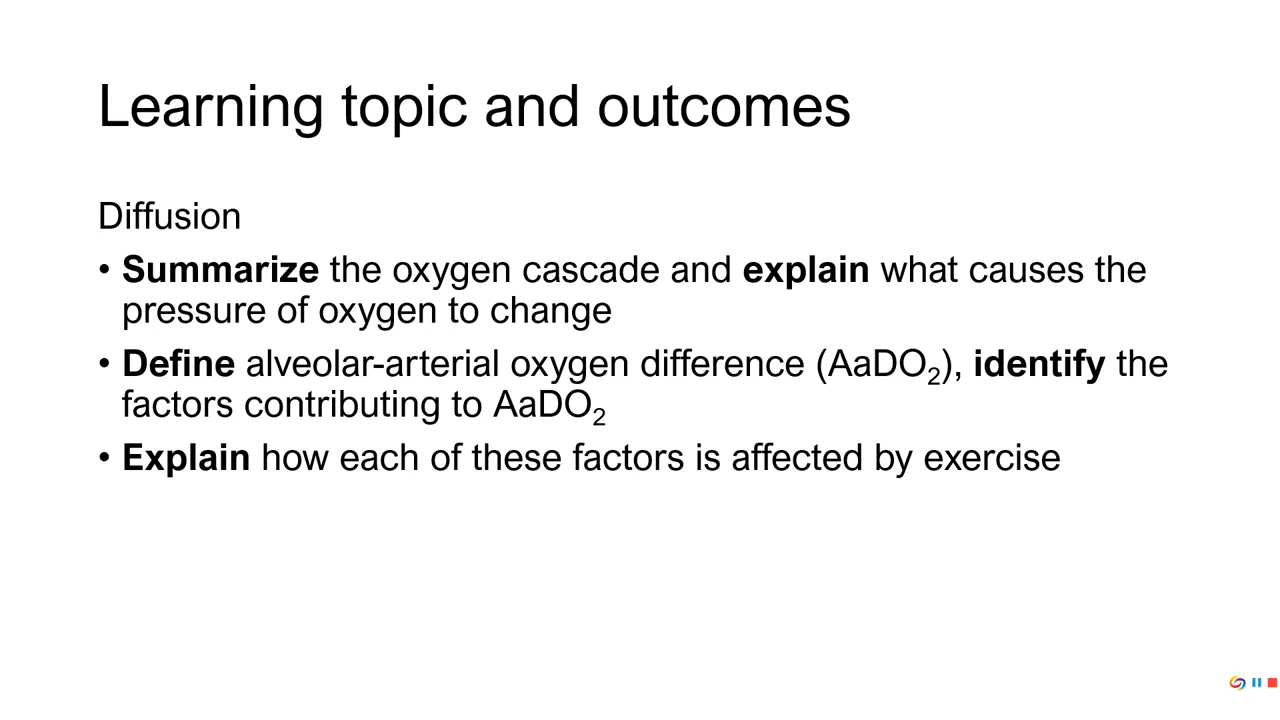 Learning topic and outcomes
Diffusion
• Summarize the oxygen cascade and explain what causes the
pressure of oxygen to change
• Define alveolar-arterial oxygen difference (AaDO₂), identify the
factors contributing to AaDO₂
• Explain how each of these factors is affected by exercise